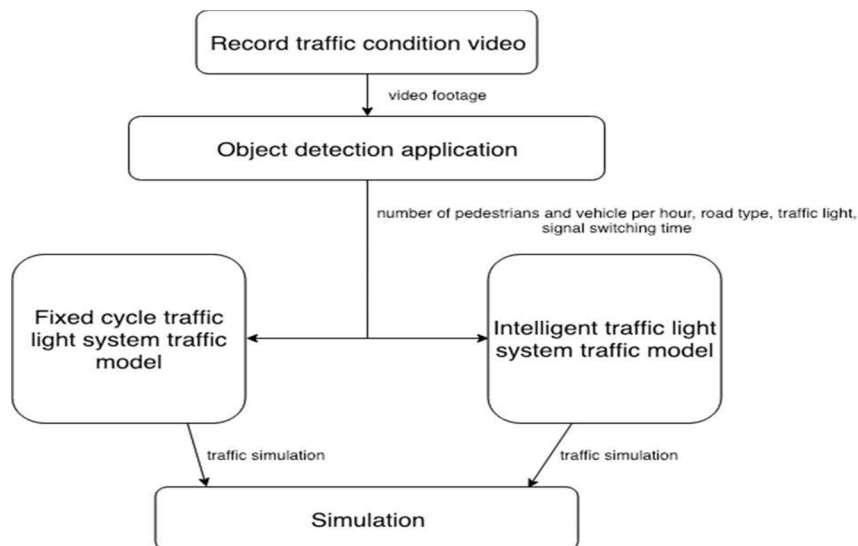 Record traffic condition video
video footage
Object detection application
number of pedestrians and vehicle per hour, road type, traffic light,
signal switching time
Fixed cycle traffic
light system traffic
model
Intelligent traffic light
system traffic model
traffic simulation
traffic simulation
Simulation